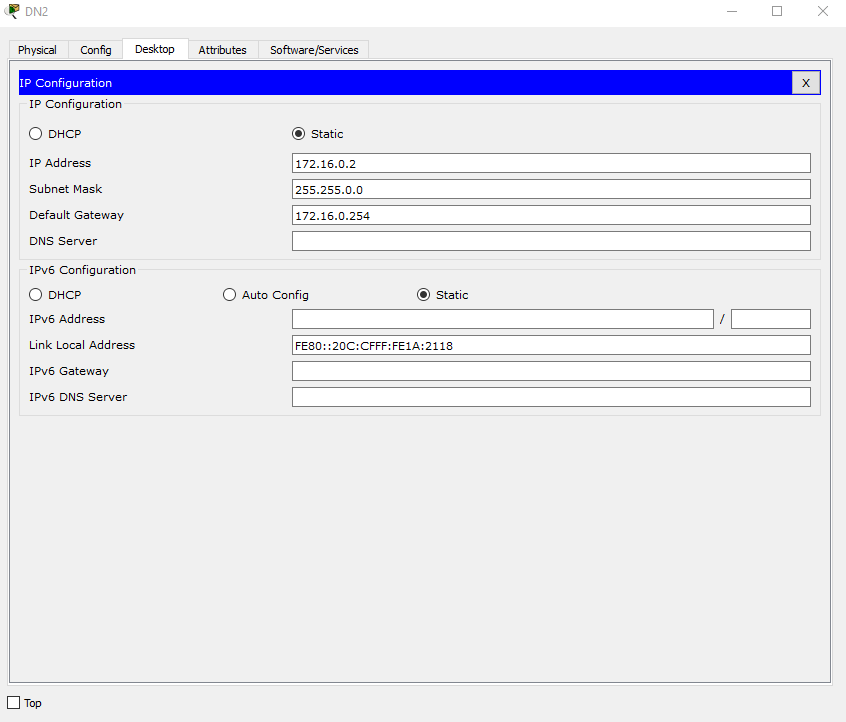 DN2
Physical Config Desktop Attributes Software/Services
IP Configuration X
IP Configuration
DHCP Static
IP Address 172.16.0.2
Subnet Mask 255.255.0.0
Default Gateway 172.16.0.254
DNS Server
IPv6 Configuration
DHCP Auto Config Static
IPv6 Address /
Link Local Address FE80::20C:CFFF:FE1A:2118
IPv6 Gateway
IPv6 DNS Server
Top